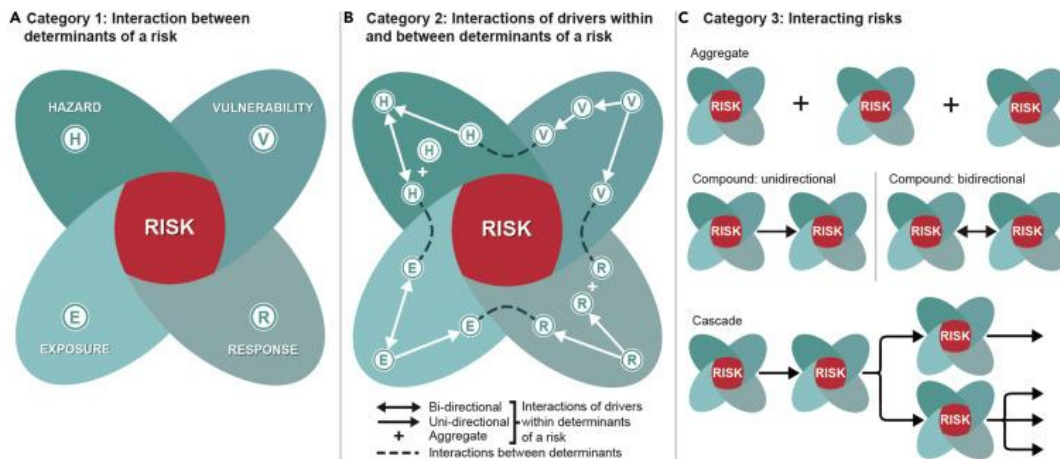 A Category 1: Interaction between
determinants of a risk
HAZARD
H
VULNERABILITY
V
RISK
E
EXPOSURE
R
RESPONSE
B Category 2: Interactions of drivers within
and between determinants of a risk
H
H
H
+
H
V
V
V
V
RISK
E
E
E
R
+
R
R
R
Bi-directional
Uni-directional
+ Aggregate
Interactions of drivers
within determinants
of a risk
Interactions between determinants
C Category 3: Interacting risks
Aggregate
RISK + RISK + RISK
Compound: unidirectional
RISK RISK
Compound: bidirectional
RISK RISK
Cascade
RISK RISK RISK
RISK